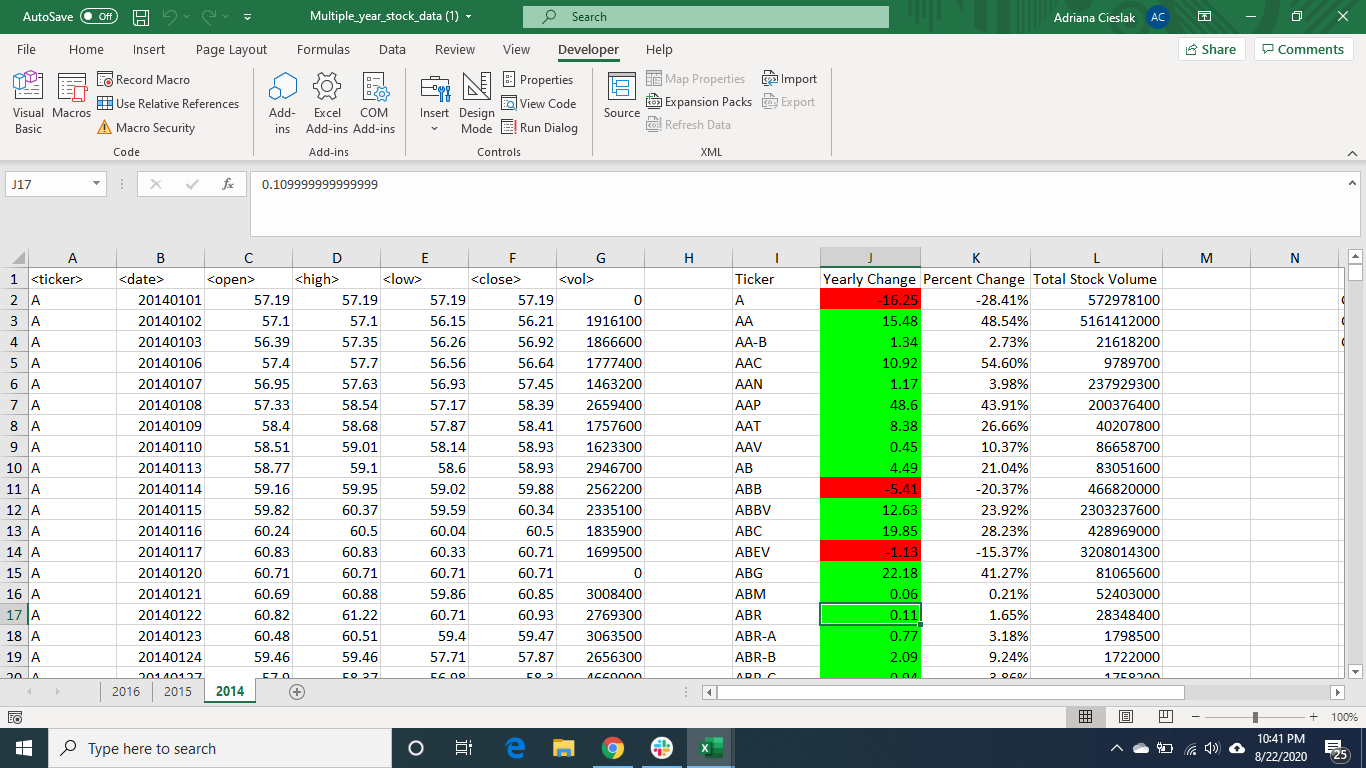 AutoSave Off Multiple_year_stock_data (1) Search Adriana Cieslak AC
File Home Insert Page Layout Formulas Data Review View Developer Help Share Comments
Visual Basic
Macros
Record Macro
Use Relative References
Macro Security
Code
Add-ins
Excel Add-ins
COM Add-ins
Add-ins
Insert
Design Mode
Properties
View Code
Run Dialog
Controls
Source
Map Properties
Expansion Packs
Refresh Data
Import
Export
XML
J17 fx 0.109999999999999
A B C D E F G H I J K L M N
1 <ticker> <date> <open> <high> <low> <close> <vol> Ticker Yearly Change Percent Change Total Stock Volume
2 A 20140101 57.19 57.19 57.19 57.19 0 A -16.25 -28.41% 572978100
3 A 20140102 57.1 57.1 56.15 56.21 1916100 AA 15.48 48.54% 5161412000
4 A 20140103 56.39 57.35 56.26 56.92 1866600 AA-B 1.34 2.73% 21618200
5 A 20140106 57.4 57.7 56.56 56.64 1777400 AAC 10.92 54.60% 9789700
6 A 20140107 56.95 57.63 56.93 57.45 1463200 AAN 1.17 3.98% 237929300
7 A 20140108 57.33 58.54 57.17 58.39 2659400 AAP 48.6 43.91% 200376400
8 A 20140109 58.4 58.68 57.87 58.41 1757600 AAT 8.38 26.66% 40207800
9 A 20140110 58.51 59.01 58.14 58.93 1623300 AAV 0.45 10.37% 86658700
10 A 20140113 58.77 59.1 58.6 58.93 2946700 AB 4.49 21.04% 83051600
11 A 20140114 59.16 59.95 59.02 59.88 2562200 ABB -5.41 -20.37% 466820000
12 A 20140115 59.82 60.37 59.59 60.34 2335100 ABBV 12.63 23.92% 2303237600
13 A 20140116 60.24 60.5 60.04 60.5 1835900 ABC 19.85 28.23% 428969000
14 A 20140117 60.83 60.83 60.33 60.71 1699500 ABEV -1.13 -15.37% 3208014300
15 A 20140120 60.71 60.71 60.71 60.71 0 ABG 22.18 41.27% 81065600
16 A 20140121 60.69 60.88 59.86 60.85 3008400 ABM 0.06 0.21% 52403000
17 A 20140122 60.82 61.22 60.71 60.93 2769300 ABR 0.11 1.65% 28348400
18 A 20140123 60.48 60.51 59.4 59.47 3063500 ABR-A 0.77 3.18% 1798500
19 A 20140124 59.46 59.46 57.71 57.87 2656300 ABR-B 2.09 9.24% 1722000
2016 2015 2014
100%
Type here to search
10:41 PM
8/22/2020
25